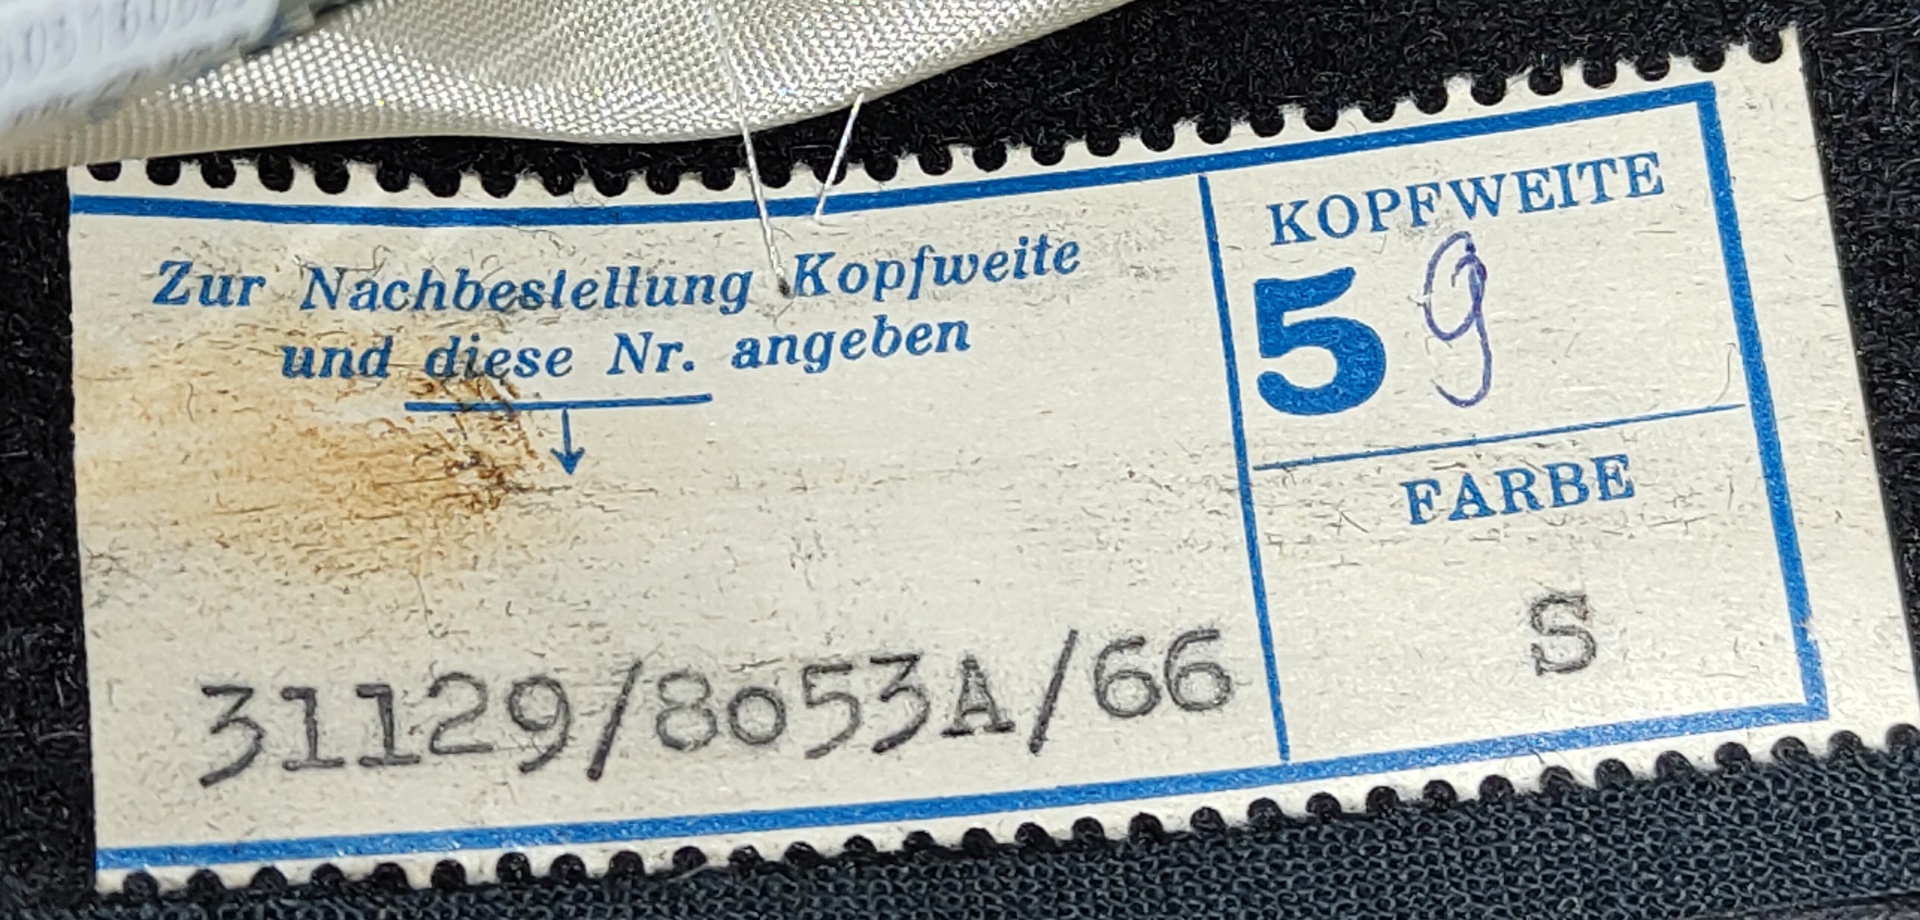 Zur Nachbestellung Kopfweite
und diese Nr. angeben
31129/8053A/66
KOPFWEITE
59
FARBE
S